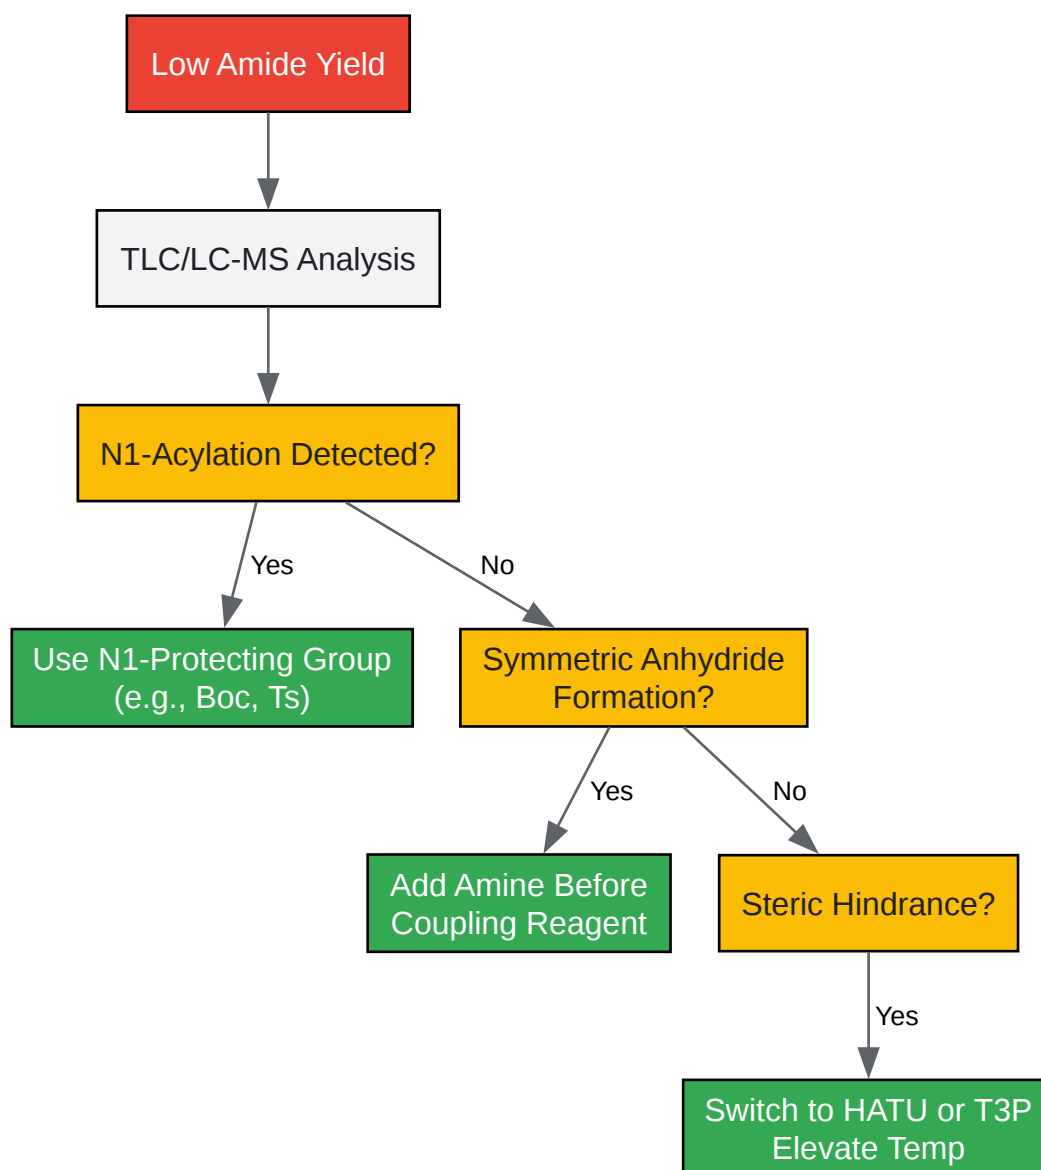 Low Amide Yield
TLC/LC-MS Analysis
N1-Acylation Detected?
Yes
No
Use N1-Protecting Group
(e.g., Boc, Ts)
Symmetric Anhydride
Formation?
Yes
No
Add Amine Before
Coupling Reagent
Steric Hindrance?
Yes
Switch to HATU or T3P
Elevate Temp